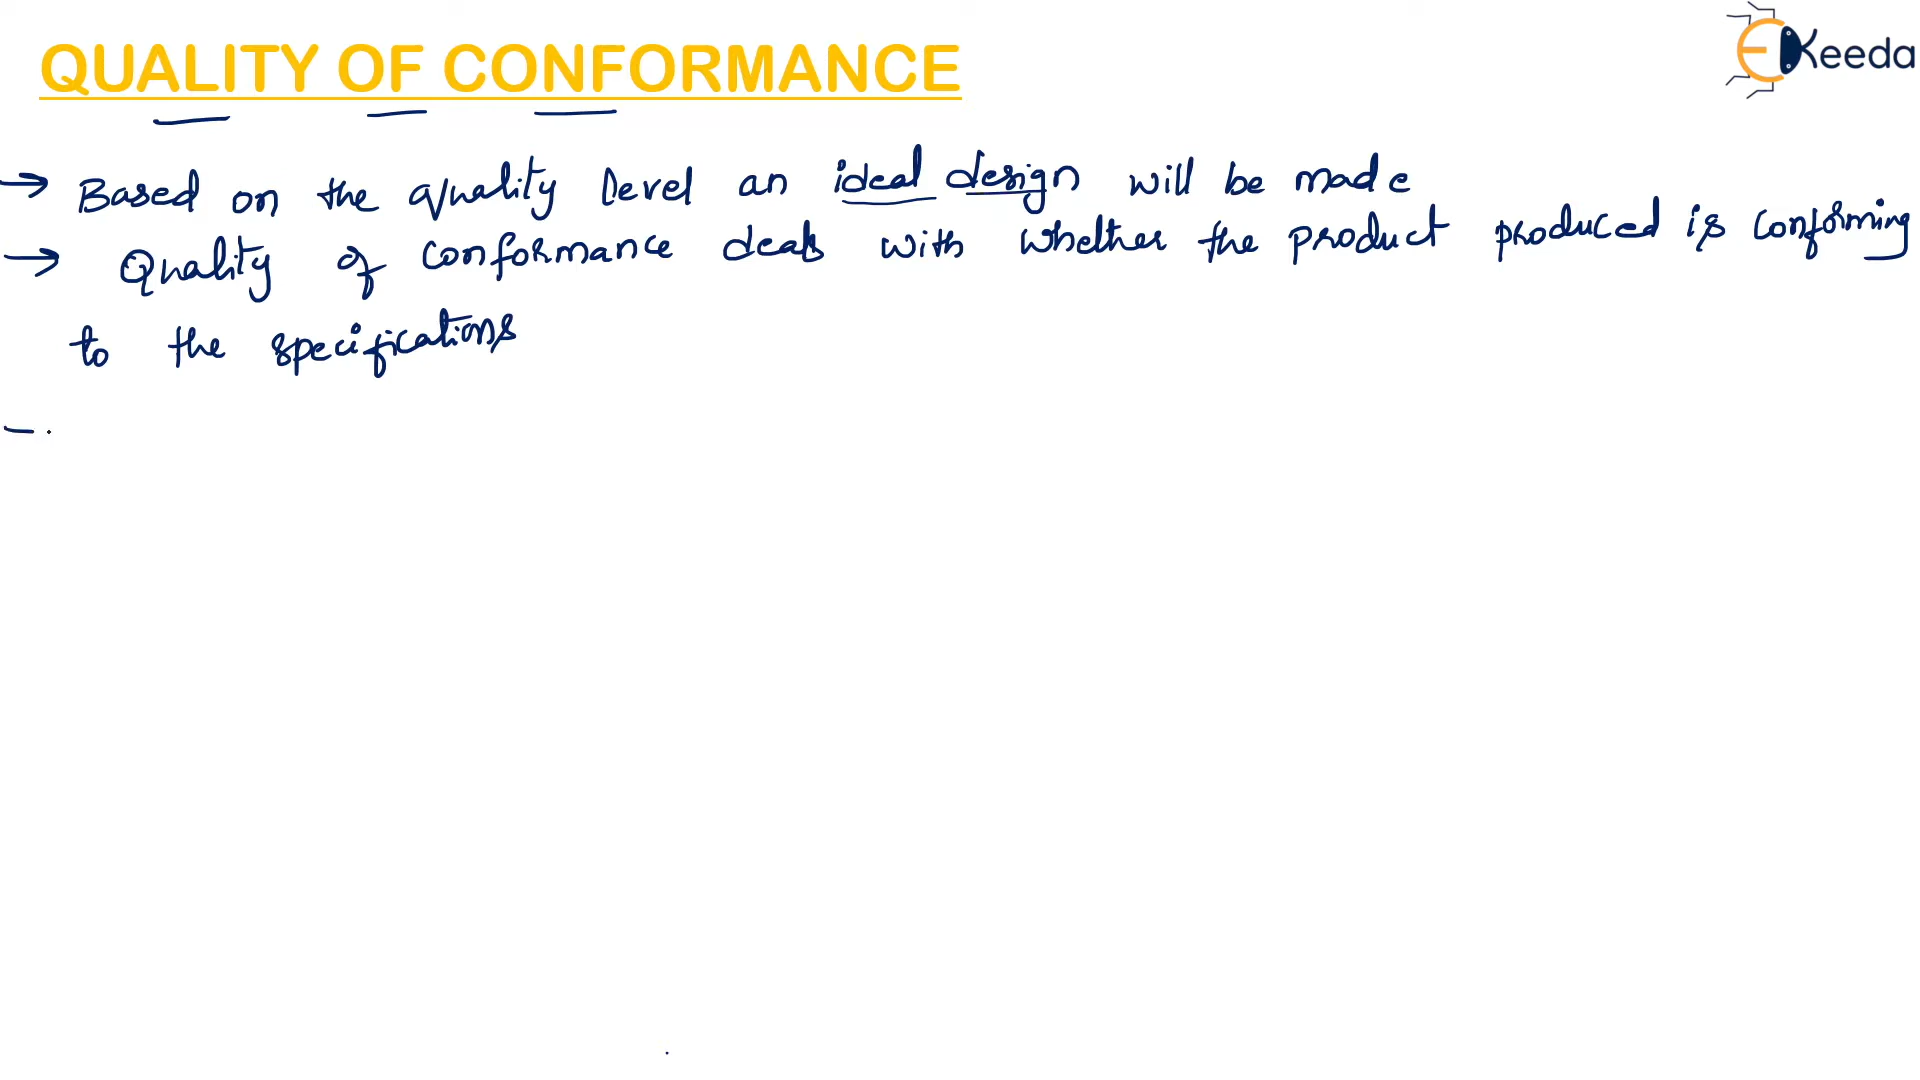 QUALITY OF CONFORMANCE
EKeeda
→ Based on the quality level an ideal design will be made
→ Quality of conformance deals with whether the product produced is conforming
to the specifications